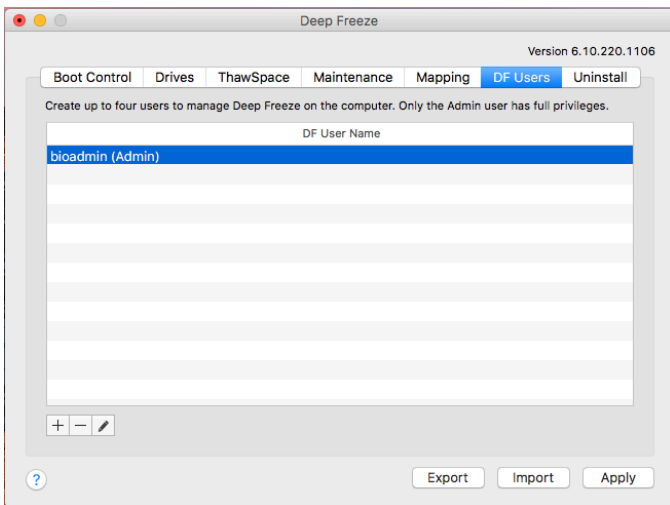 Deep Freeze
Version 6.10.220.1106
Boot Control Drives ThawSpace Maintenance Mapping DF Users Uninstall
Create up to four users to manage Deep Freeze on the computer. Only the Admin user has full privileges.
DF User Name
bioadmin (Admin)
+ −
? Export Import Apply